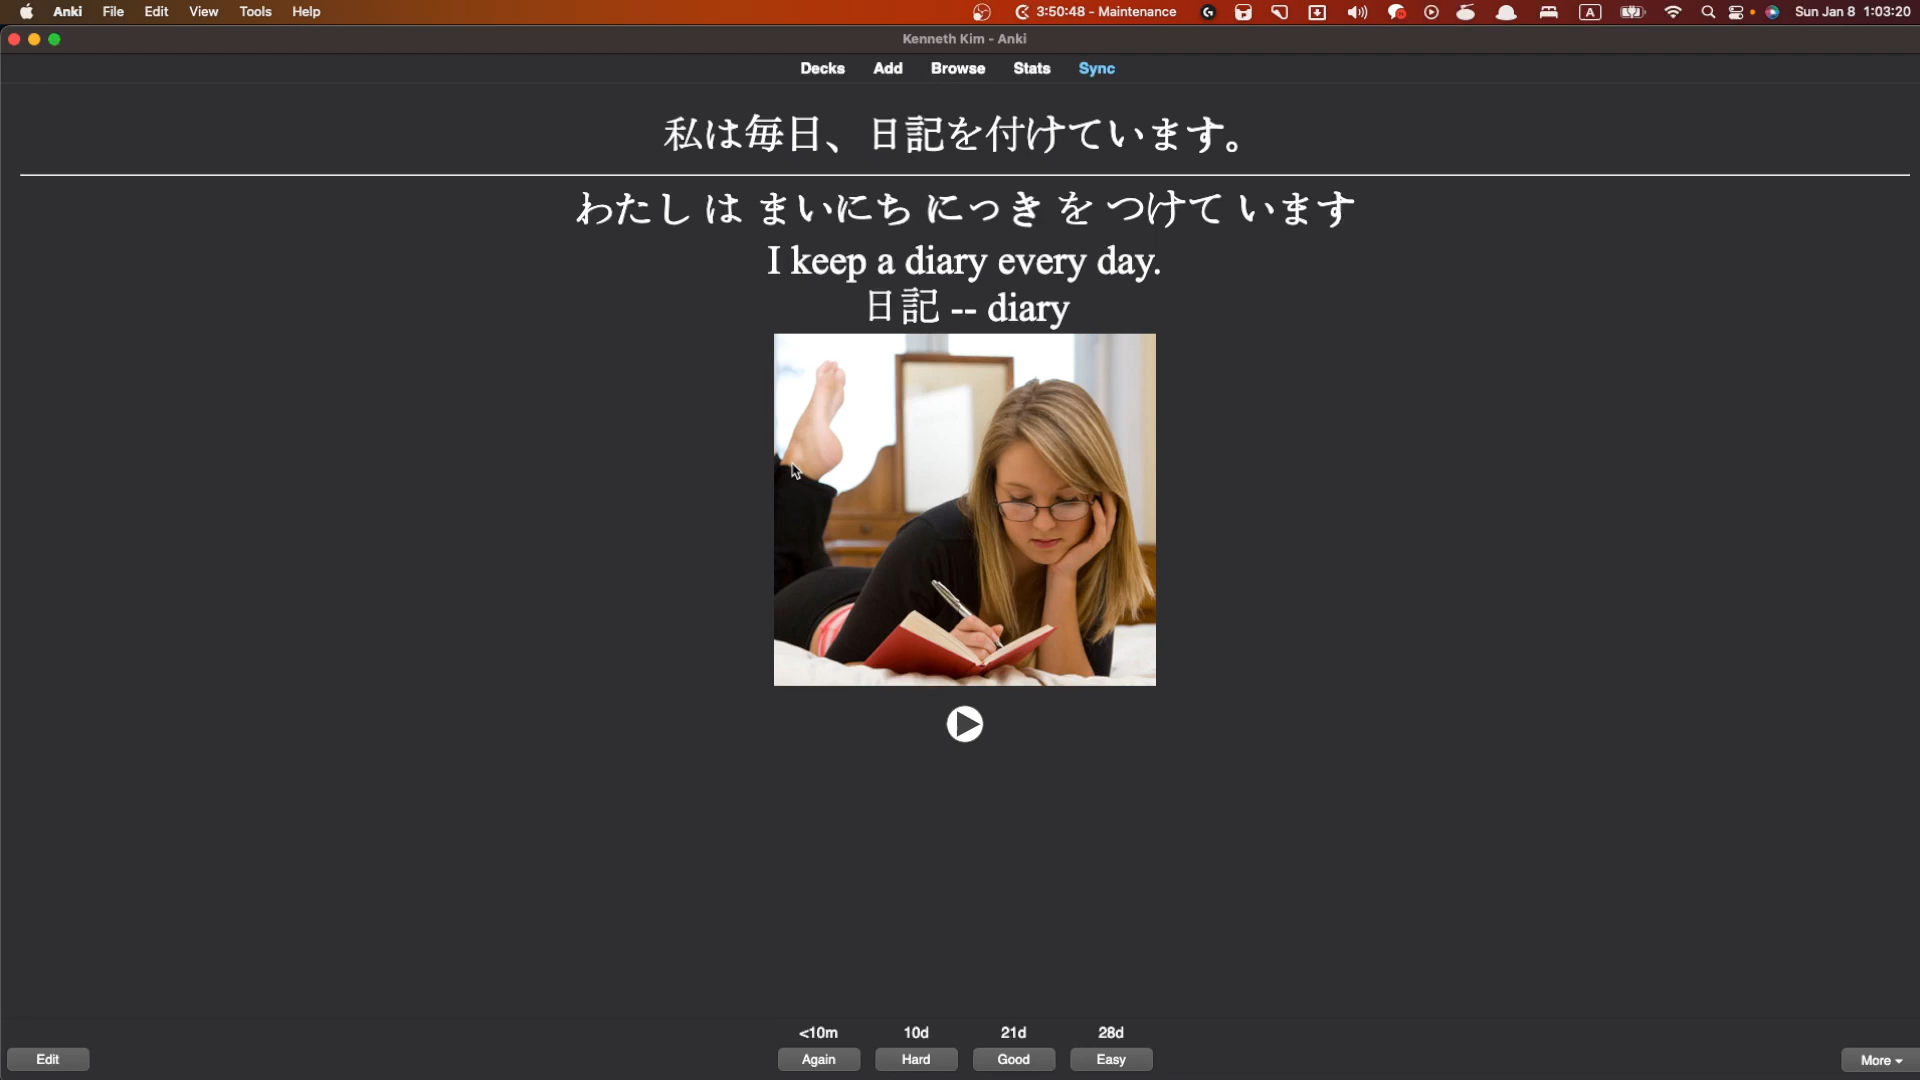 Anki File Edit View Tools Help 3:50:48 - Maintenance A Sun Jan 8 1:03:20
Kenneth Kim - Anki
Decks Add Browse Stats Sync
私は毎日、日記を付けています。
わたし は まいにち にっき を つけて います
I keep a diary every day.
日記 -- diary
<10m 10d 21d 28d
Edit Again Hard Good Easy More